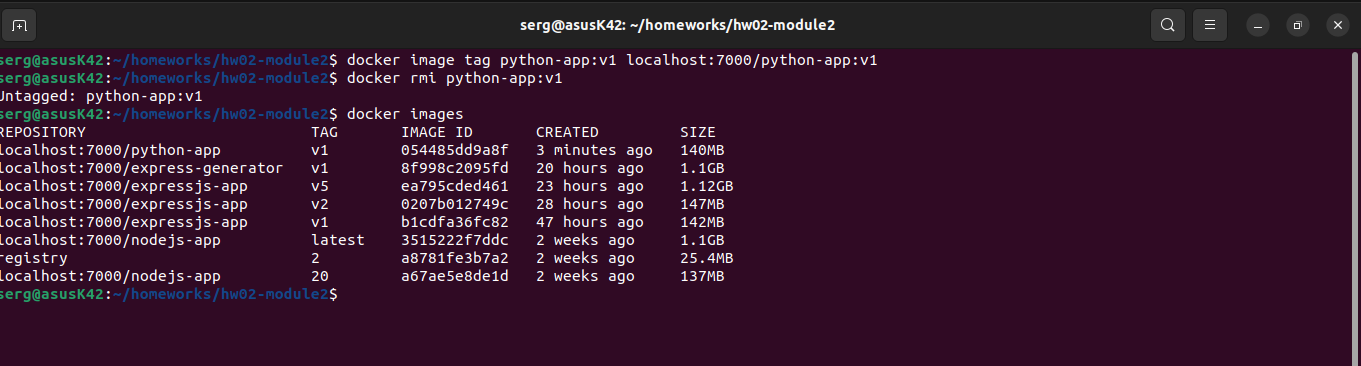 serg@asusK42: ~/homeworks/hw02-module2
serg@asusK42:~/homeworks/hw02-module2$ docker image tag python-app:v1 localhost:7000/python-app:v1
serg@asusK42:~/homeworks/hw02-module2$ docker rmi python-app:v1
Untagged: python-app:v1
serg@asusK42:~/homeworks/hw02-module2$ docker images
REPOSITORY TAG IMAGE ID CREATED SIZE
localhost:7000/python-app v1 054485dd9a8f 3 minutes ago 140MB
localhost:7000/express-generator v1 8f998c2095fd 20 hours ago 1.1GB
localhost:7000/expressjs-app v5 ea795cded461 23 hours ago 1.12GB
localhost:7000/expressjs-app v2 0207b012749c 28 hours ago 147MB
localhost:7000/expressjs-app v1 b1cdfa36fc82 47 hours ago 142MB
localhost:7000/nodejs-app latest 3515222f7ddc 2 weeks ago 1.1GB
registry 2 a8781fe3b7a2 2 weeks ago 25.4MB
localhost:7000/nodejs-app 20 a67ae5e8de1d 2 weeks ago 137MB
serg@asusK42:~/homeworks/hw02-module2$